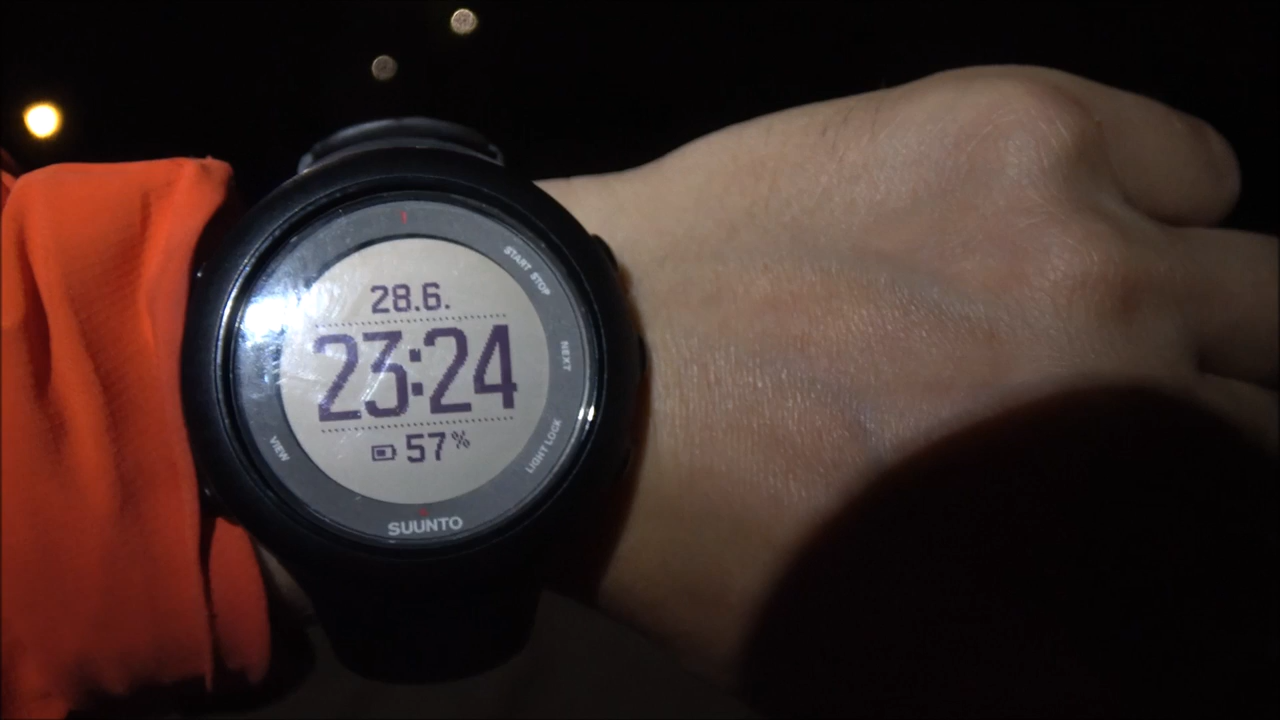 START STOP
28.6.
23:24
NEXT
57%
VIEW
LIGHT LOCK
SUUNTO